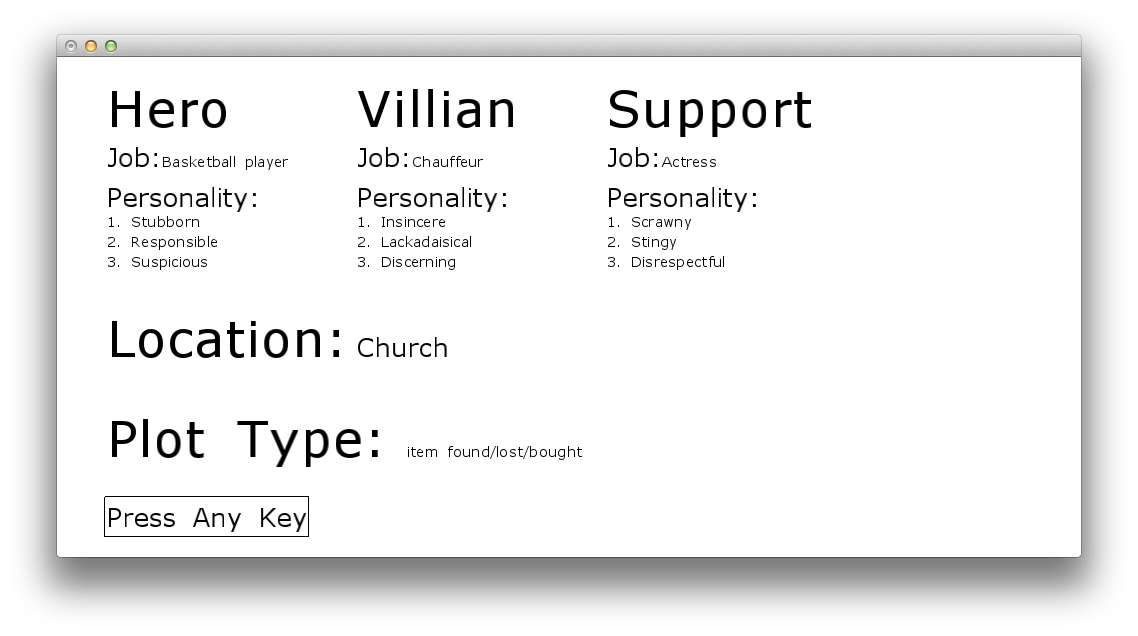 Hero Villian Support
Job:Basketball player Job:Chauffeur Job:Actress
Personality: Personality: Personality:
1. Stubborn 1. Insincere 1. Scrawny
2. Responsible 2. Lackadaisical 2. Stingy
3. Suspicious 3. Discerning 3. Disrespectful
Location: Church
Plot Type: item found/lost/bought
Press Any Key